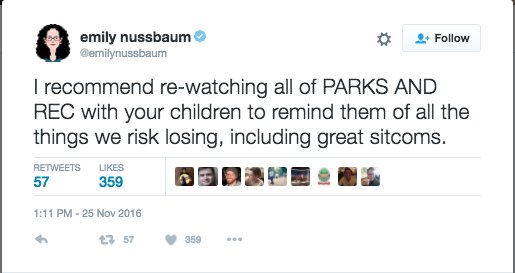 emily nussbaum
@emilynussbaum
Follow
I recommend re-watching all of PARKS AND
REC with your children to remind them of all the
things we risk losing, including great sitcoms.
RETWEETS LIKES
57 359
1:11 PM - 25 Nov 2016
57 359